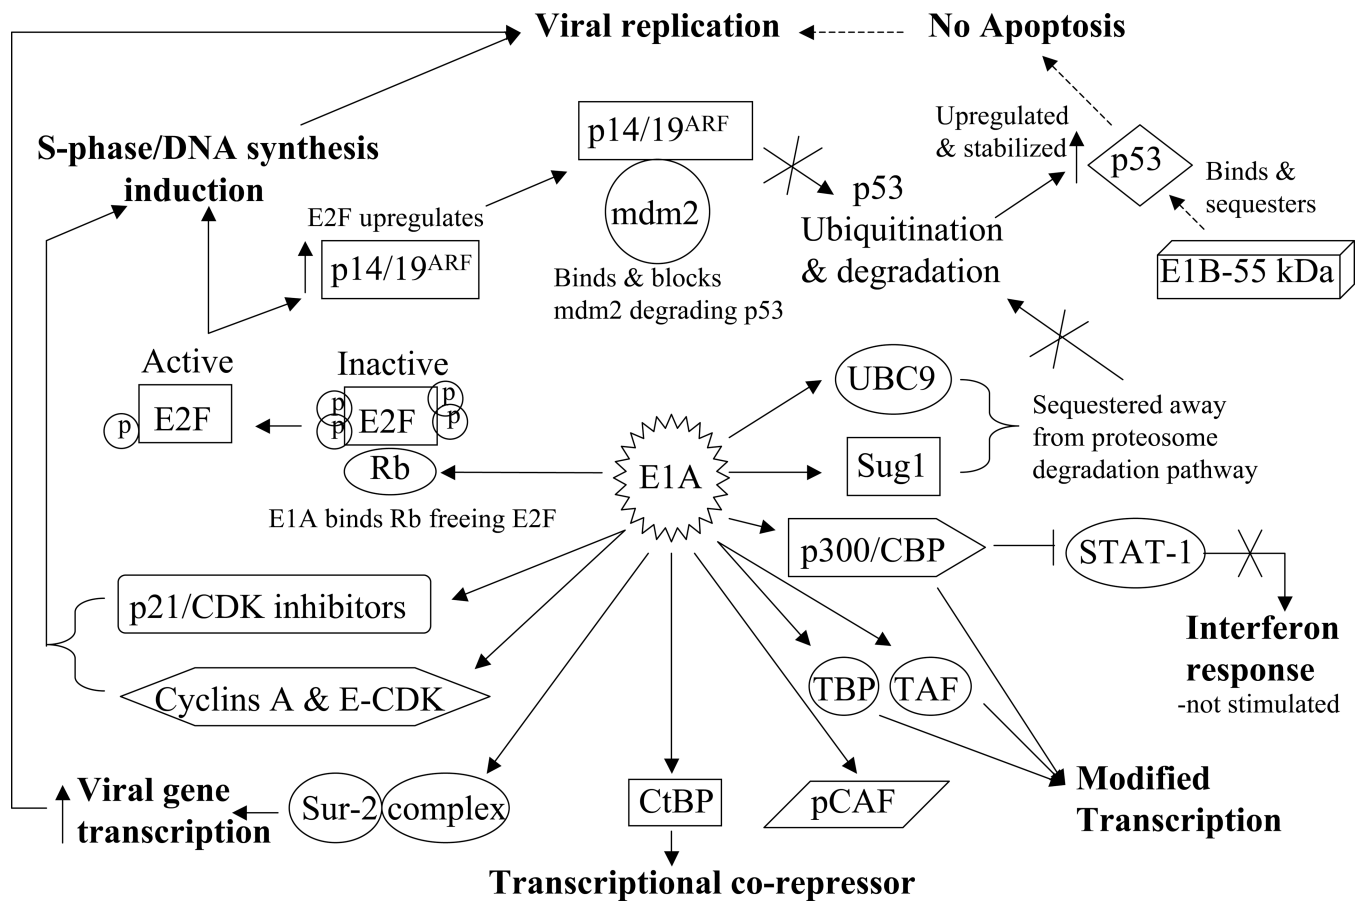 Viral replication
No Apoptosis
S-phase/DNA synthesis
induction
p14/19ARF
mdm2
Binds & blocks
mdm2 degrading p53
E2F upregulates
p14/19ARF
p53
Ubiquitination
& degradation
Upregulated
& stabilized
p53
Binds &
sequesters
E1B-55 kDa
Active
E2F
p
Inactive
E2F
p
p
p
p
Rb
E1A binds Rb freeing E2F
E1A
UBC9
Sug1
Sequestered away
from proteosome
degradation pathway
p300/CBP
STAT-1
Interferon
response
-not stimulated
p21/CDK inhibitors
Cyclins A & E-CDK
TBP
TAF
Viral gene
transcription
Sur-2
complex
CtBP
pCAF
Modified
Transcription
Transcriptional co-repressor